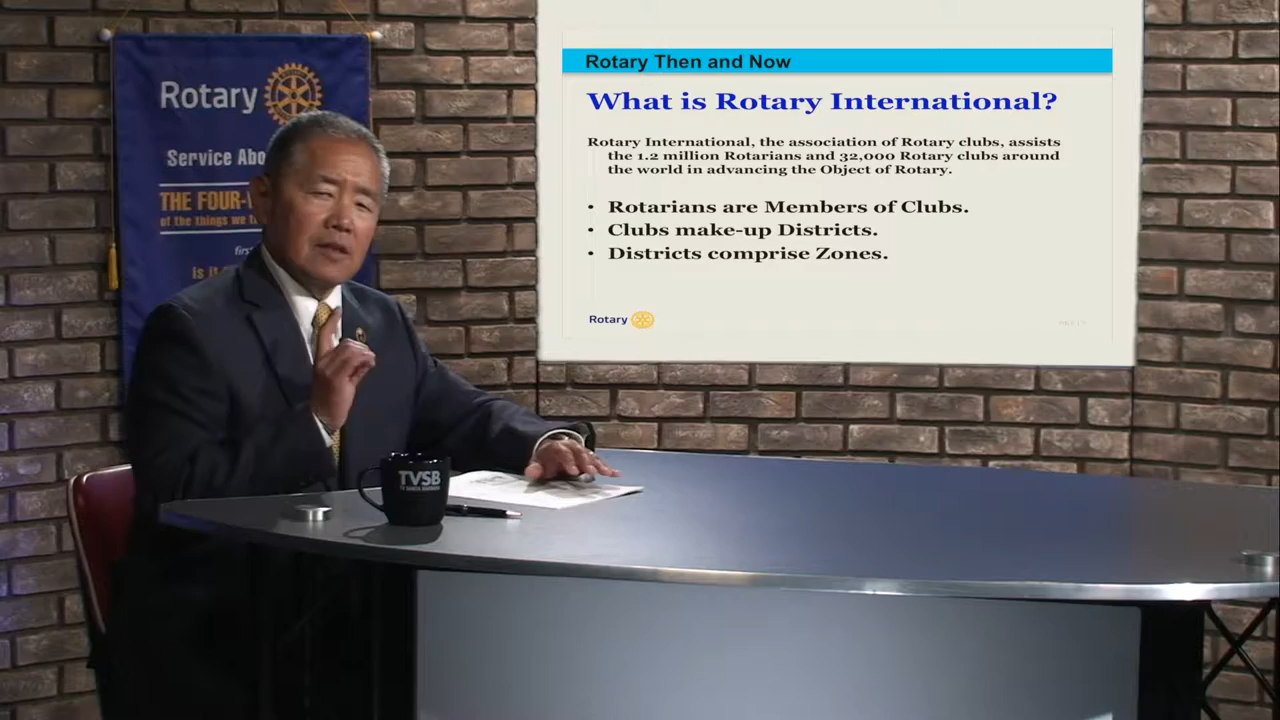 Rotary
Service Abo
THE FOUR-
of the things we
firs
Is i
Rotary Then and Now
What is Rotary International?
Rotary International, the association of Rotary clubs, assists
the 1.2 million Rotarians and 32,000 Rotary clubs around
the world in advancing the Object of Rotary.
• Rotarians are Members of Clubs.
• Clubs make-up Districts.
• Districts comprise Zones.
Rotary
TVSB